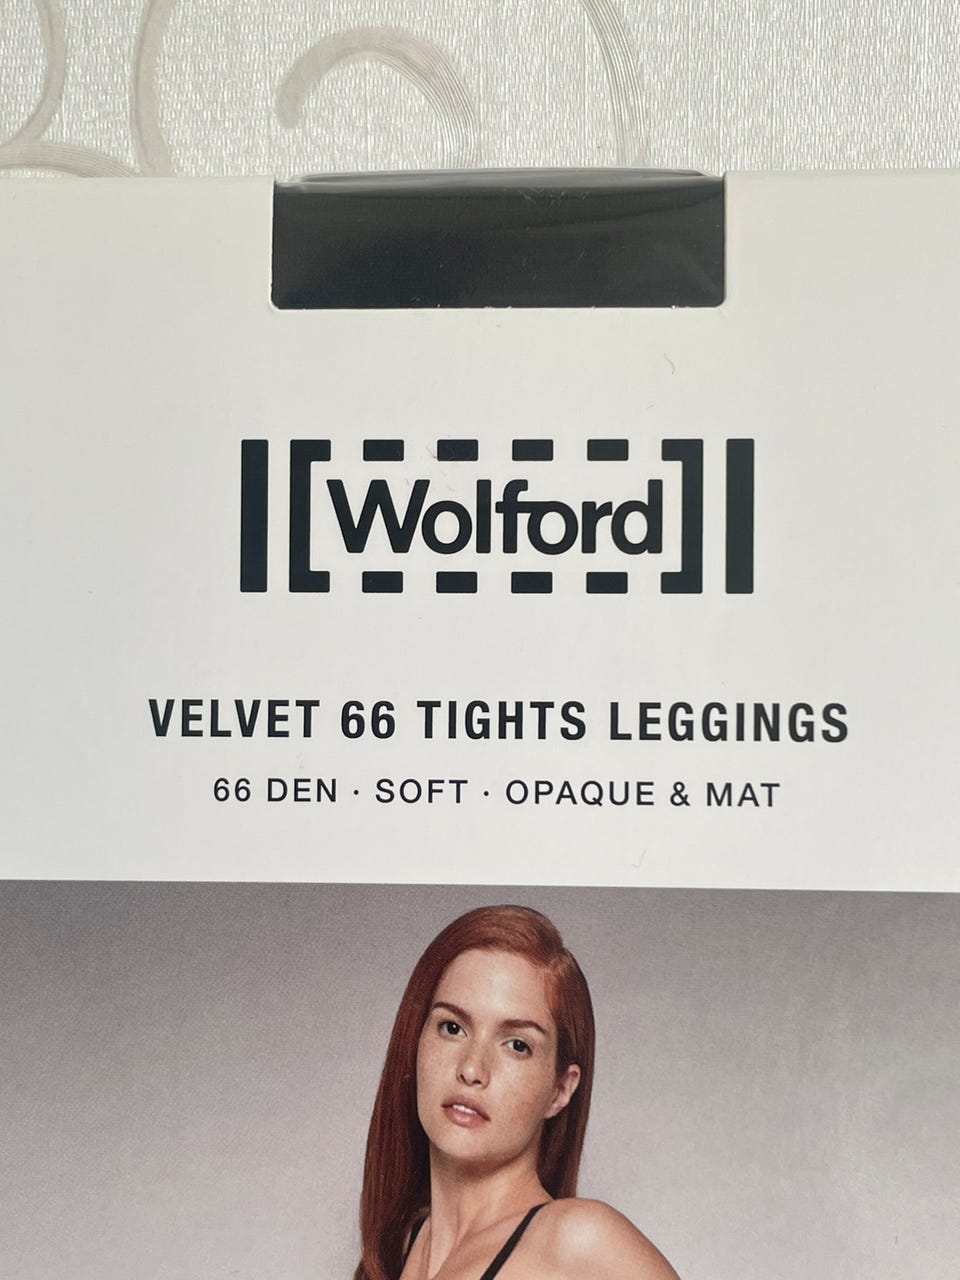 Wolford
VELVET 66 TIGHTS LEGGINGS
66 DEN · SOFT · OPAQUE & MAT